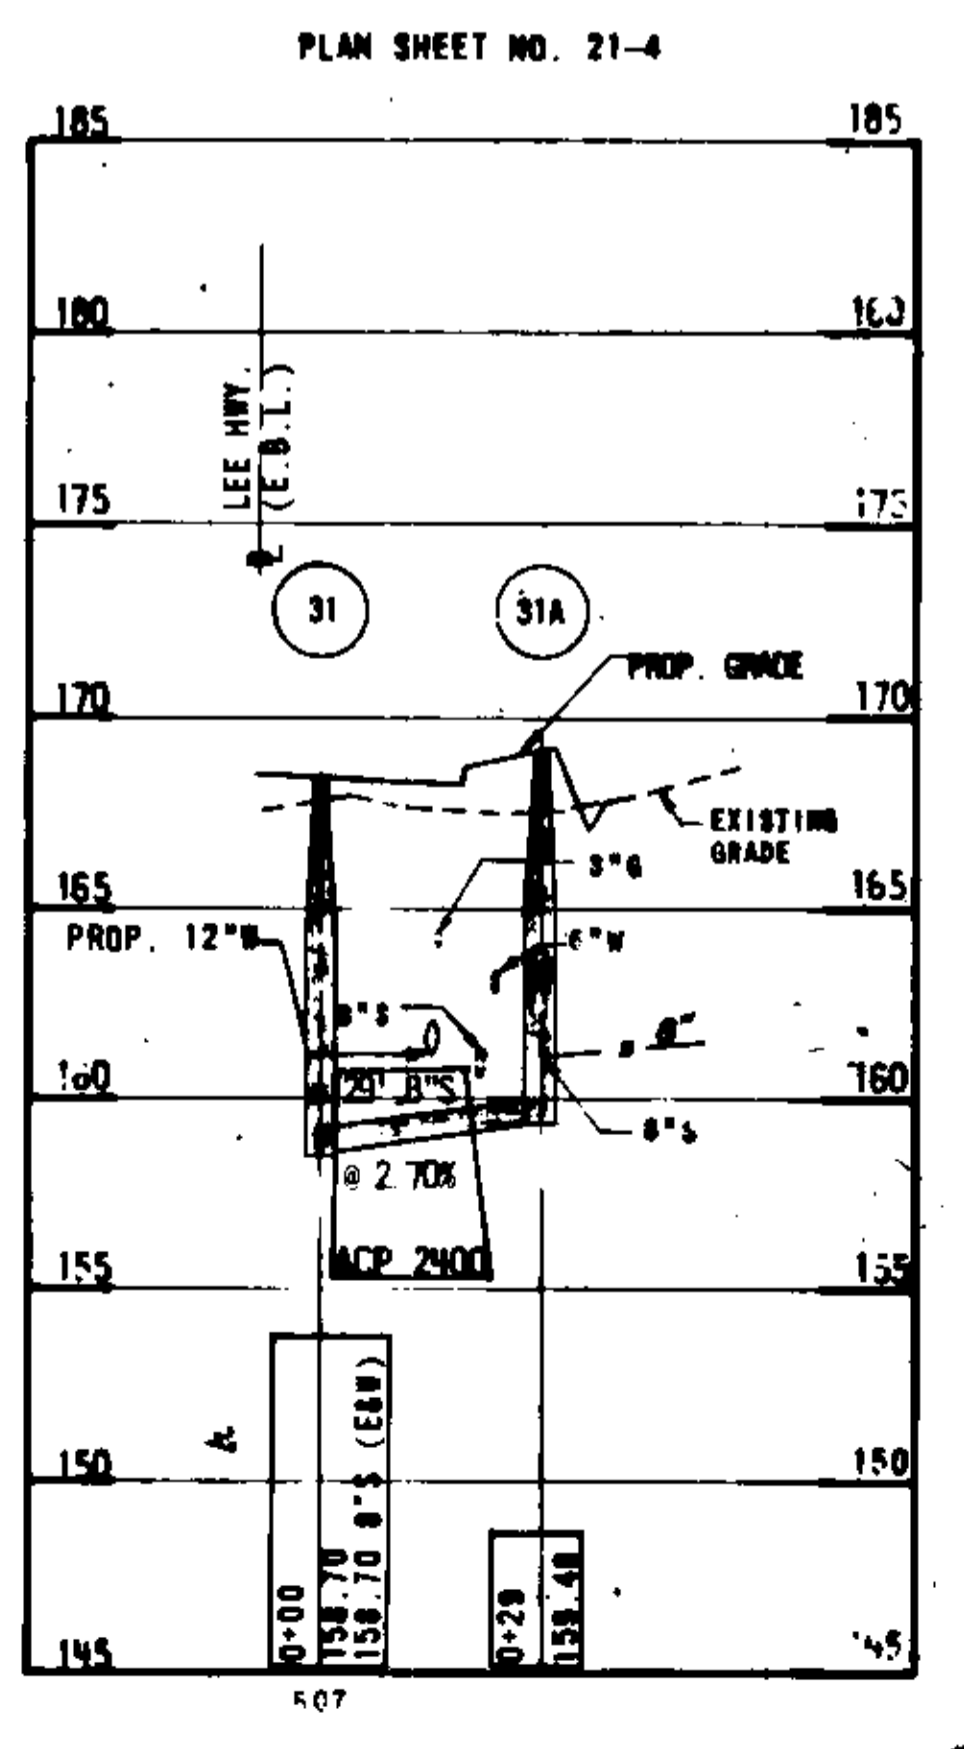 PLAN SHEET NO. 21-4
185 185
180
LEE HWY.
(E.B.L.)
175 175
31 31A
PROP. GRADE
170 170
EXISTING
GRADE
3"G
165 165
PROP. 12"W 6"W
8"S
8"
160 160
29' 8"S
8"S
@ 2.70%
ACP 2400
155 155
150 150
0+00
158.70
158.70 8"S (E&W)
0+29
159.48
145 145
507